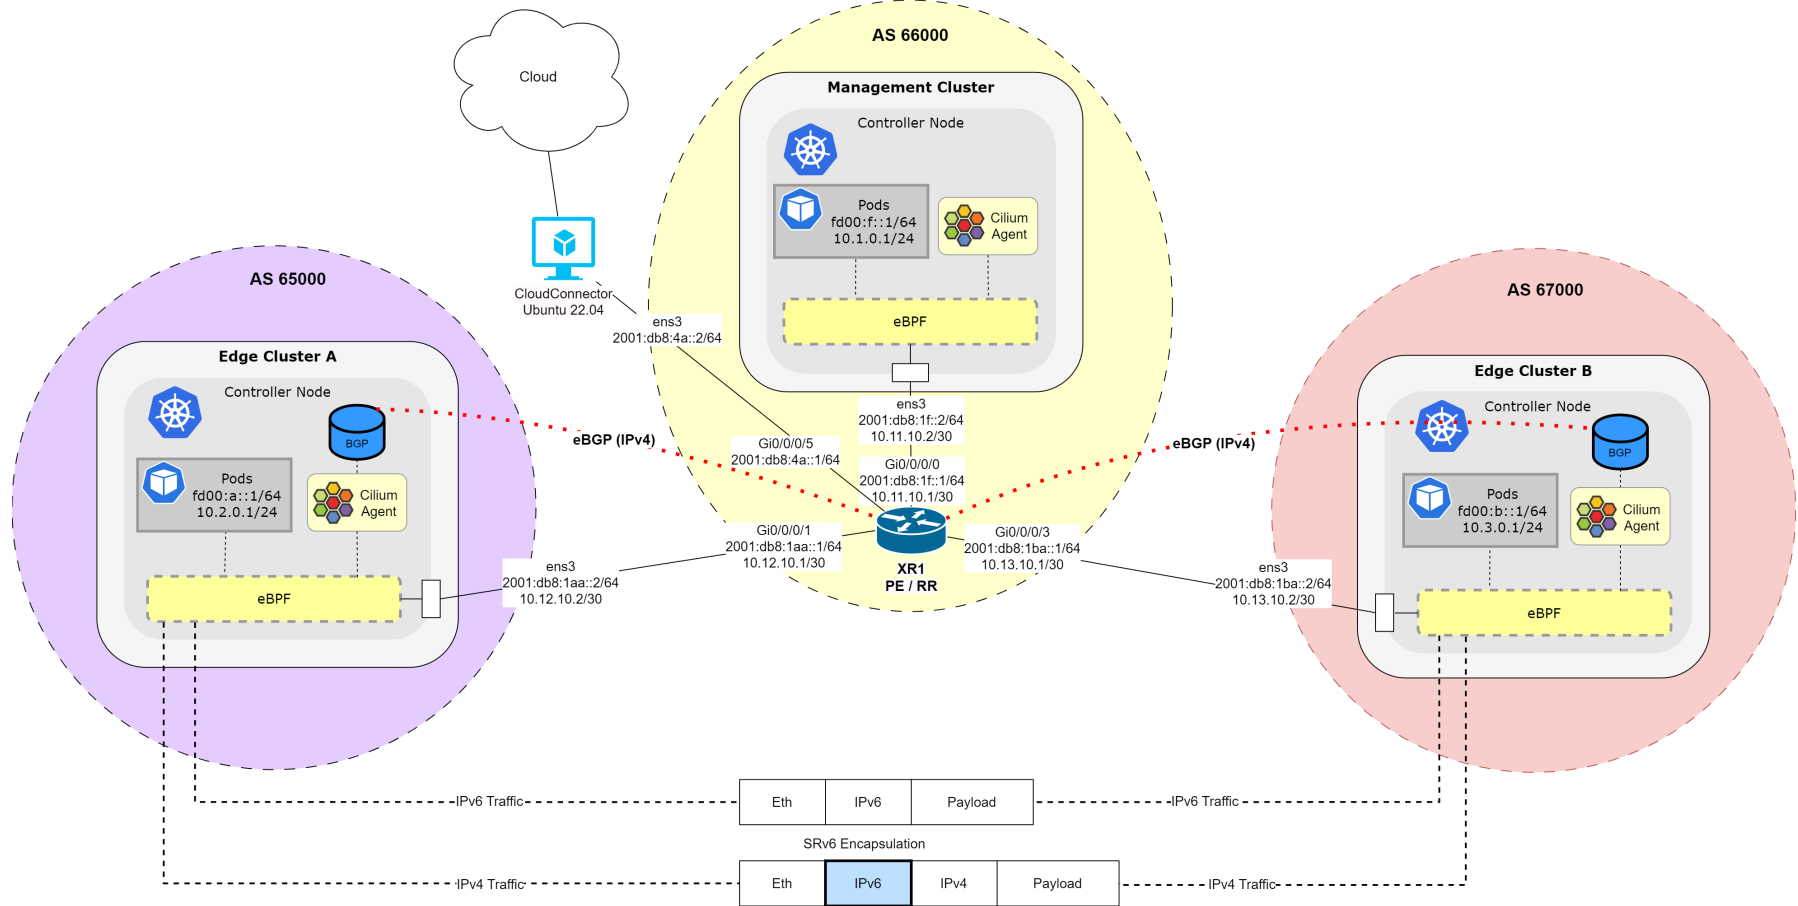 Cloud
CloudConnector
Ubuntu 22.04
ens3
2001:db8:4a::2/64
AS 66000
Management Cluster
Controller Node
Pods
fd00:f::1/64
10.1.0.1/24
Cilium
Agent
eBPF
ens3
2001:db8:1f::2/64
10.11.10.2/30
Gi0/0/0/5
2001:db8:4a::1/64
Gi0/0/0/0
2001:db8:1f::1/64
10.11.10.1/30
XR1
PE / RR
eBGP (IPv4)
eBGP (IPv4)
Gi0/0/0/1
2001:db8:1aa::1/64
10.12.10.1/30
Gi0/0/0/3
2001:db8:1ba::1/64
10.13.10.1/30
AS 65000
Edge Cluster A
Controller Node
BGP
Pods
fd00:a::1/64
10.2.0.1/24
Cilium
Agent
eBPF
ens3
2001:db8:1aa::2/64
10.12.10.2/30
AS 67000
Edge Cluster B
Controller Node
BGP
Pods
fd00:b::1/64
10.3.0.1/24
Cilium
Agent
eBPF
ens3
2001:db8:1ba::2/64
10.13.10.2/30
IPv6 Traffic
Eth
IPv6
Payload
IPv6 Traffic
SRv6 Encapsulation
IPv4 Traffic
Eth
IPv6
IPv4
Payload
IPv4 Traffic